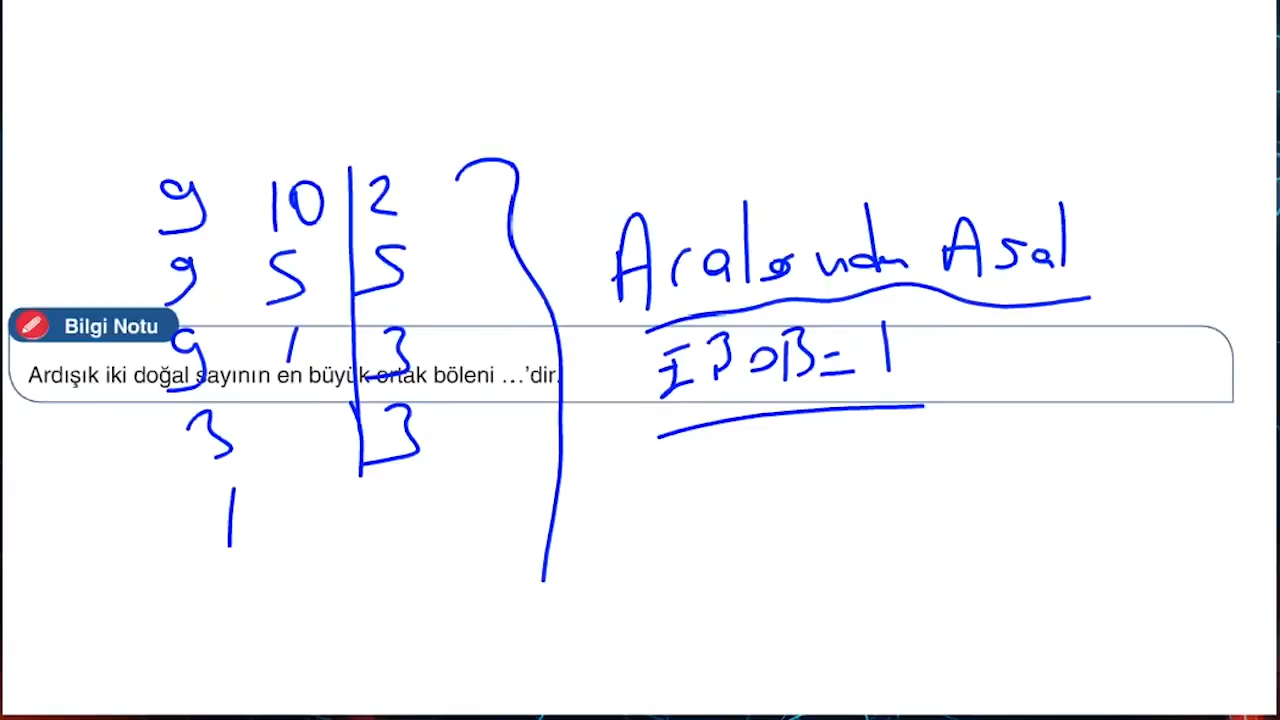 9 10 2
9 5 5
9 1 3
3 3
1
Aralarında Asal
İBOB=1
Bilgi Notu
Ardışık iki doğal sayının en büyük ortak böleni …’dir.